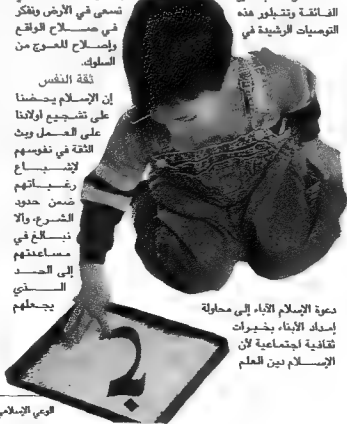 الفائقة وتتبلور هذه
التوصيات الرشيدة في
دعوة الإسلام الآباء إلى محاولة
إمداد الأبناء بخبرات
ثقافية اجتماعية لأن
الإسلام دين العلم
نسعى في الأرض ونفكر
في صلاح الواقع
وإصلاح للعوج من
السلوك.
ثقة النفس
إن الإسلام يحضنا
على تشجيع اولادنا
على العمل وبث
الثقة في نفوسهم
لإشباع
رغباتهم
ضمن حدود
الشرع، وألا
نبالغ في
مساعدتهم
إلى الحد
الذي
يجعلهم
الوعي الإسلامي